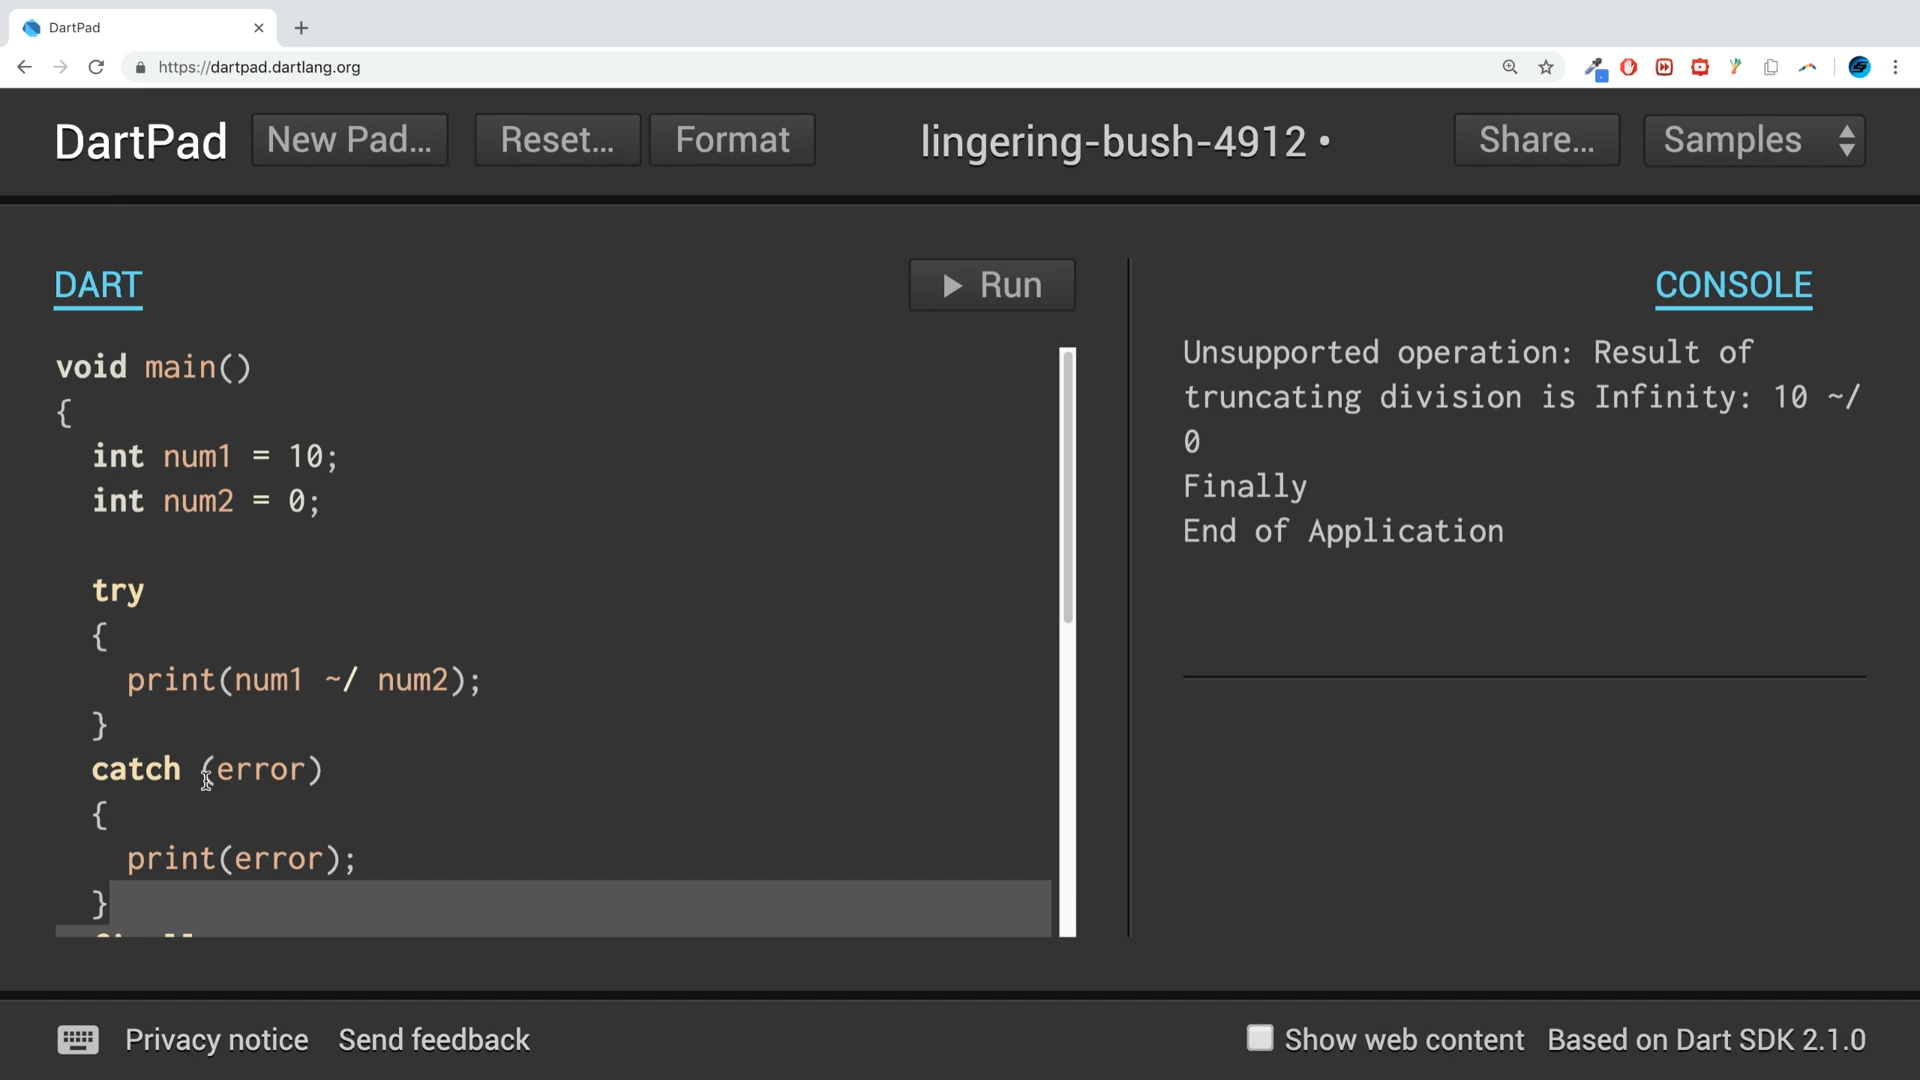 DartPad
https://dartpad.dartlang.org
DartPad New Pad... Reset... Format lingering-bush-4912 • Share... Samples
DART
Run
CONSOLE
void main()
{
int num1 = 10;
int num2 = 0;
try
{
print(num1 ~/ num2);
}
catch (error)
{
print(error);
}
Unsupported operation: Result of
truncating division is Infinity: 10 ~/
0
Finally
End of Application
Privacy notice Send feedback
Show web content Based on Dart SDK 2.1.0